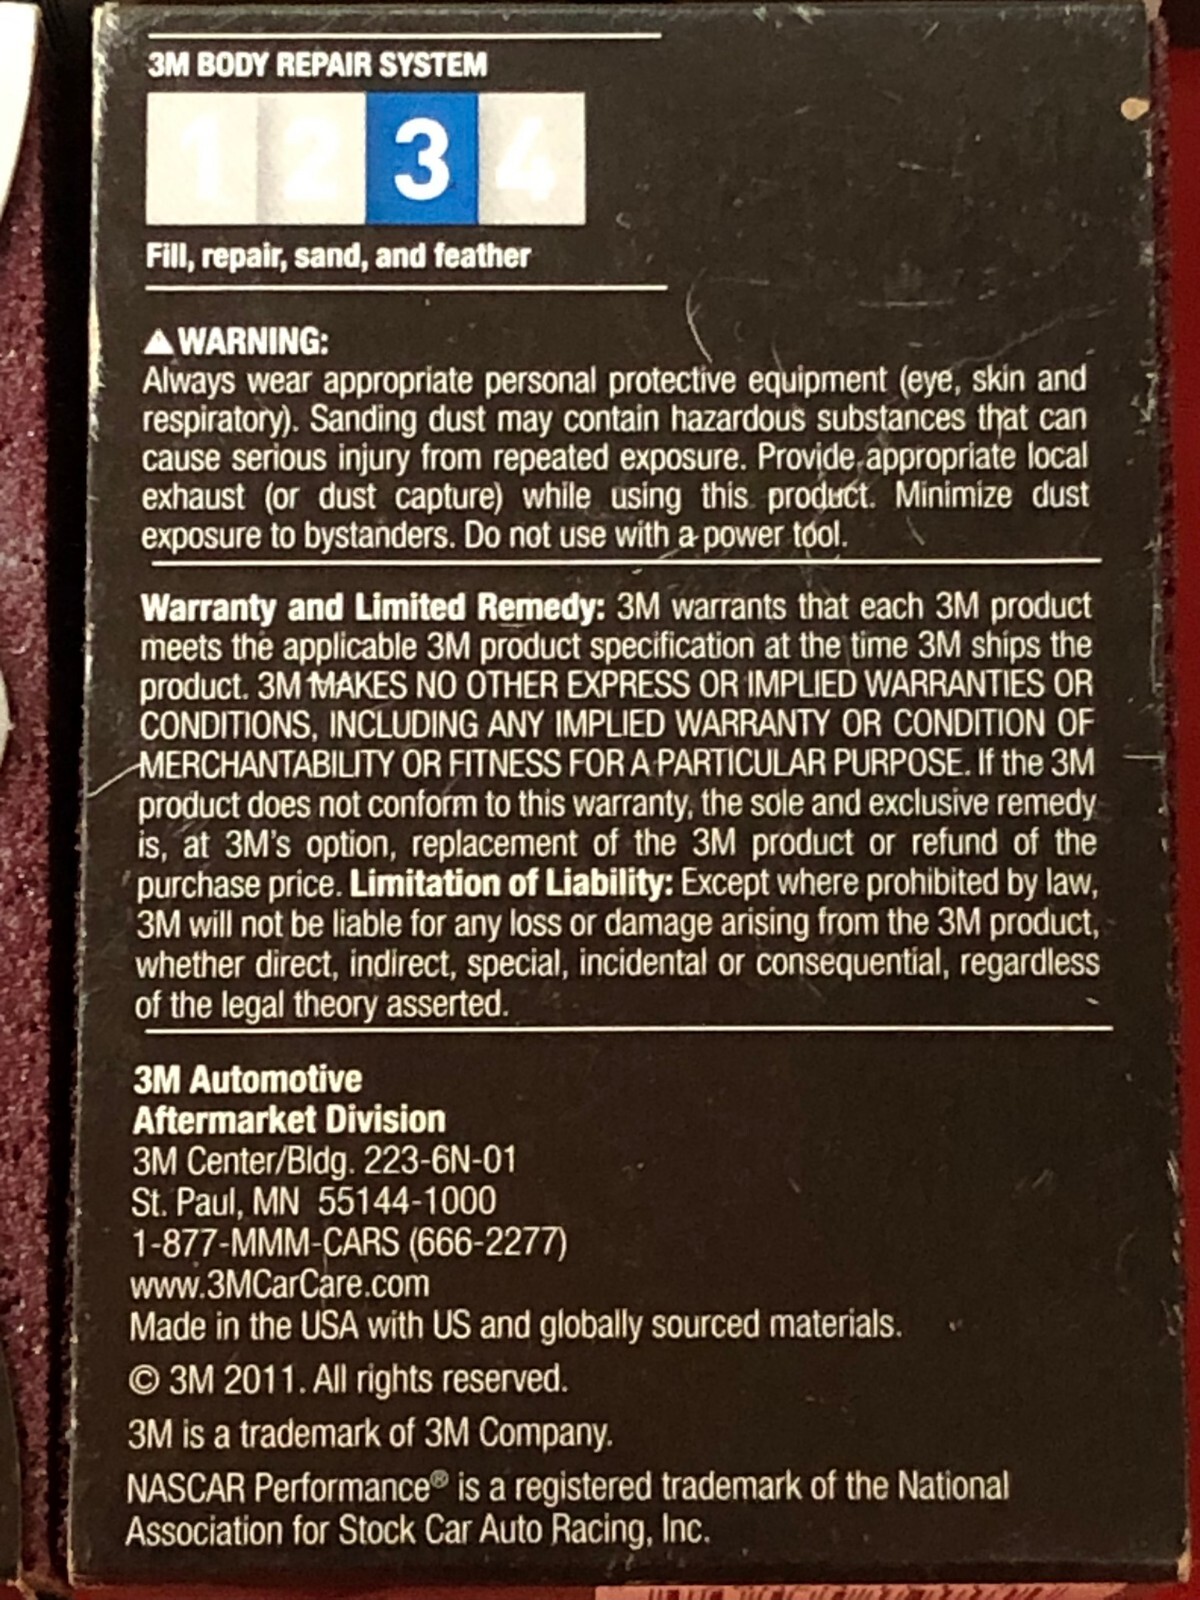 3M BODY REPAIR SYSTEM
1 2 3 4
Fill, repair, sand, and feather
WARNING:
Always wear appropriate personal protective equipment (eye, skin and
respiratory). Sanding dust may contain hazardous substances that can
cause serious injury from repeated exposure. Provide appropriate local
exhaust (or dust capture) while using this product. Minimize dust
exposure to bystanders. Do not use with a power tool.
Warranty and Limited Remedy: 3M warrants that each 3M product
meets the applicable 3M product specification at the time 3M ships the
product. 3M MAKES NO OTHER EXPRESS OR IMPLIED WARRANTIES OR
CONDITIONS, INCLUDING ANY IMPLIED WARRANTY OR CONDITION OF
MERCHANTABILITY OR FITNESS FOR A PARTICULAR PURPOSE. If the 3M
product does not conform to this warranty, the sole and exclusive remedy
is, at 3M's option, replacement of the 3M product or refund of the
purchase price. Limitation of Liability: Except where prohibited by law,
3M will not be liable for any loss or damage arising from the 3M product,
whether direct, indirect, special, incidental or consequential, regardless
of the legal theory asserted.
3M Automotive
Aftermarket Division
3M Center/Bldg. 223-6N-01
St. Paul, MN 55144-1000
1-877-MMM-CARS (666-2277)
www.3MCarCare.com
Made in the USA with US and globally sourced materials.
© 3M 2011. All rights reserved.
3M is a trademark of 3M Company.
NASCAR Performance® is a registered trademark of the National
Association for Stock Car Auto Racing, Inc.